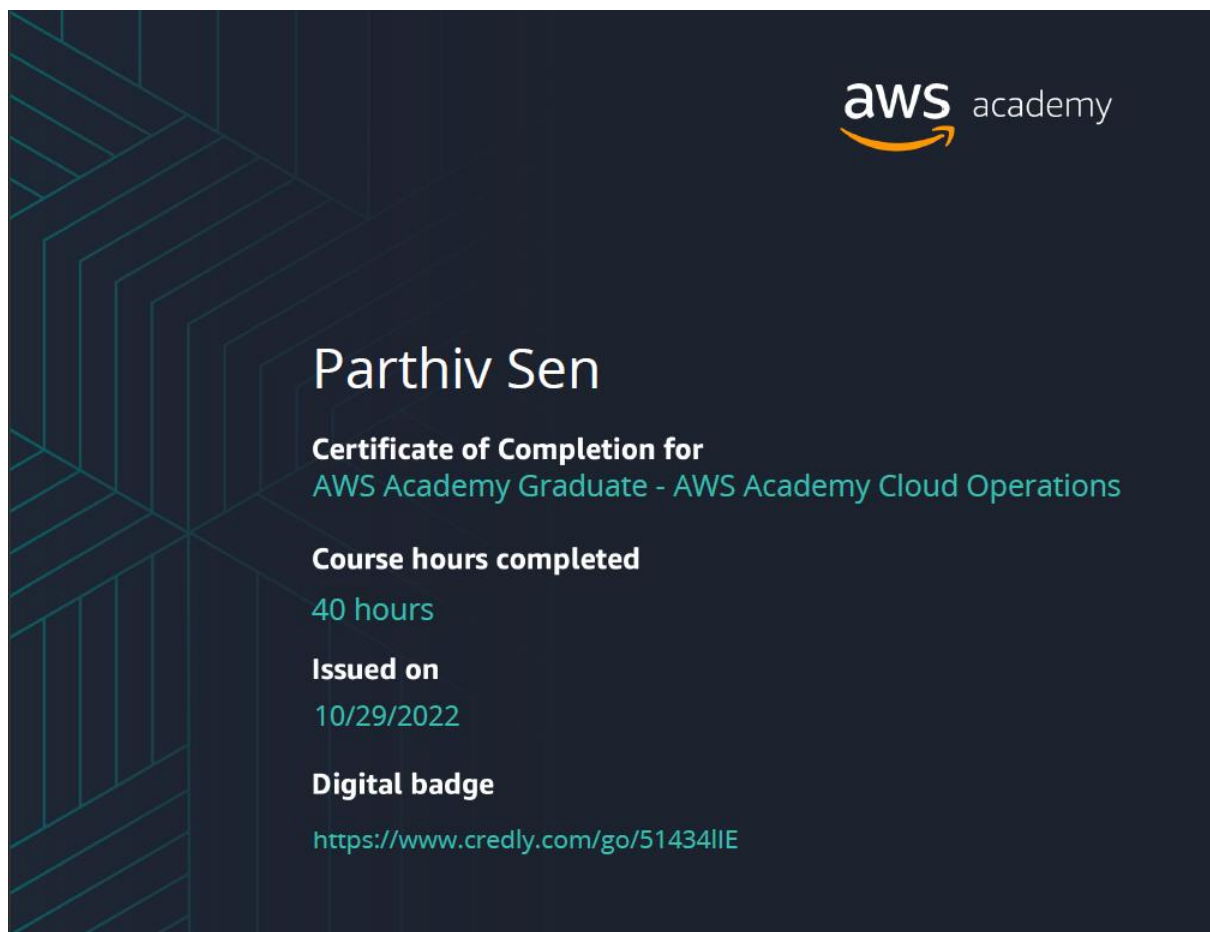 aws academy
Parthiv Sen
Certificate of Completion for
AWS Academy Graduate - AWS Academy Cloud Operations
Course hours completed
40 hours
Issued on
10/29/2022
Digital badge
https://www.credly.com/go/51434llE